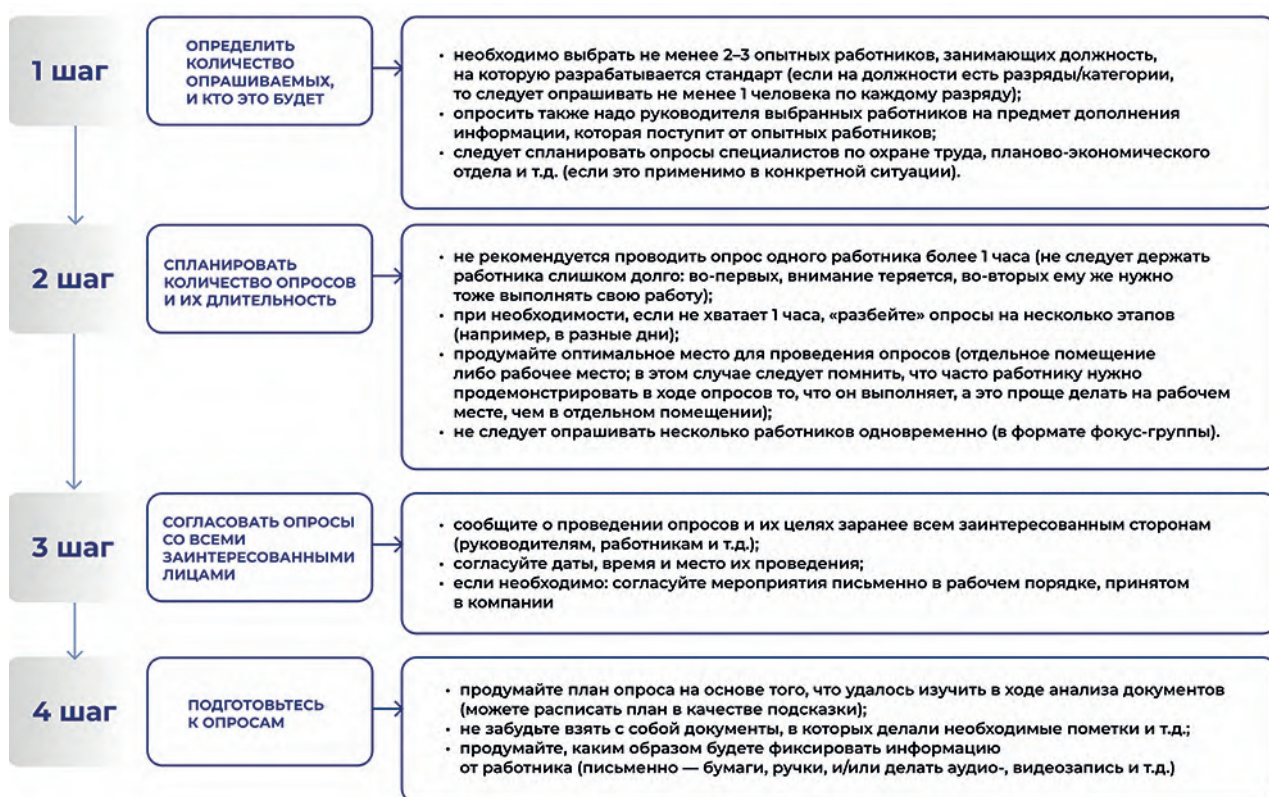 1 шаг
ОПРЕДЕЛИТЬ
КОЛИЧЕСТВО
ОПРАШИВАЕМЫХ,
И КТО ЭТО БУДЕТ
• необходимо выбрать не менее 2–3 опытных работников, занимающих должность,
на которую разрабатывается стандарт (если на должности есть разряды/категории,
то следует опрашивать не менее 1 человека по каждому разряду);
• опросить также надо руководителя выбранных работников на предмет дополнения
информации, которая поступит от опытных работников;
• следует спланировать опросы специалистов по охране труда, планово-экономического
отдела и т.д. (если это применимо в конкретной ситуации).
2 шаг
СПЛАНИРОВАТЬ
КОЛИЧЕСТВО ОПРОСОВ
И ИХ ДЛИТЕЛЬНОСТЬ
• не рекомендуется проводить опрос одного работника более 1 часа (не следует держать
работника слишком долго: во-первых, внимание теряется, во-вторых ему же нужно
тоже выполнять свою работу);
• при необходимости, если не хватает 1 часа, «разбейте» опросы на несколько этапов
(например, в разные дни);
• продумайте оптимальное место для проведения опросов (отдельное помещение
либо рабочее место; в этом случае следует помнить, что часто работнику нужно
продемонстрировать в ходе опросов то, что он выполняет, а это проще делать на рабочем
месте, чем в отдельном помещении);
• не следует опрашивать несколько работников одновременно (в формате фокус-группы).
3 шаг
СОГЛАСОВАТЬ ОПРОСЫ
СО ВСЕМИ
ЗАИНТЕРЕСОВАННЫМИ
ЛИЦАМИ
• сообщите о проведении опросов и их целях заранее всем заинтересованным сторонам
(руководителям, работникам и т.д.);
• согласуйте даты, время и место их проведения;
• если необходимо: согласуйте мероприятия письменно в рабочем порядке, принятом
в компании
4 шаг
ПОДГОТОВЬТЕСЬ
К ОПРОСАМ
• продумайте план опроса на основе того, что удалось изучить в ходе анализа документов
(можете расписать план в качестве подсказки);
• не забудьте взять с собой документы, в которых делали необходимые пометки и т.д.;
• продумайте, каким образом будете фиксировать информацию
от работника (письменно — бумаги, ручки, и/или делать аудио-, видеозапись и т.д.)